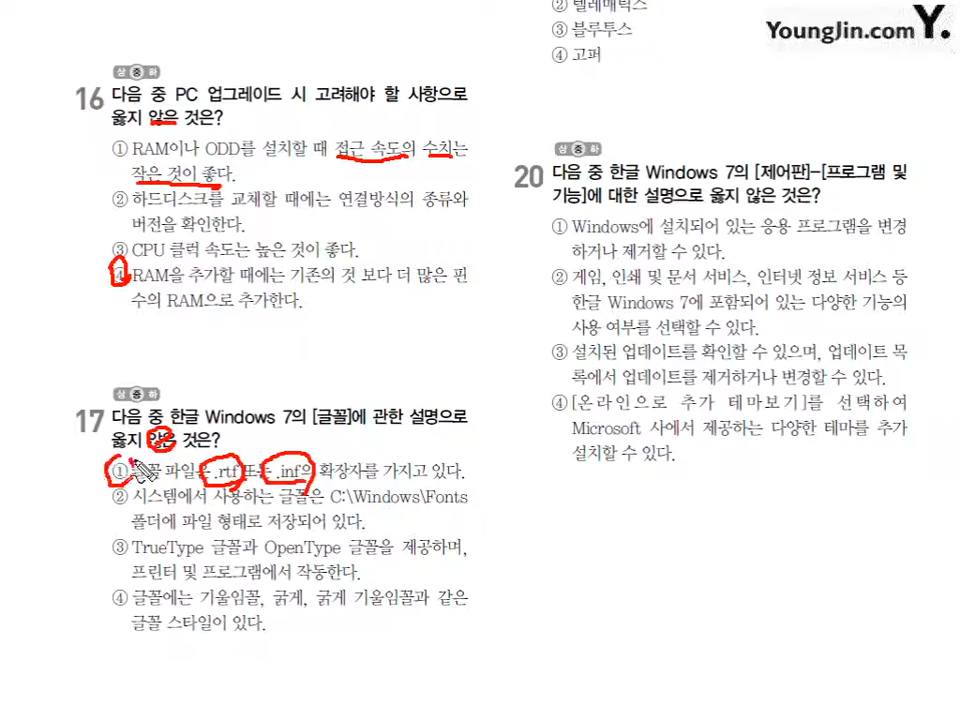 ② 텔레매틱스
③ 블루투스
④ 고퍼
YoungJin.com Y.
상 중 하
16 다음 중 PC 업그레이드 시 고려해야 할 사항으로
옳지 않은 것은?
① RAM이나 ODD를 설치할 때 접근 속도의 수치는
작은 것이 좋다.
② 하드디스크를 교체할 때에는 연결방식의 종류와
버전을 확인한다.
③ CPU 클럭 속도는 높은 것이 좋다.
④ RAM을 추가할 때에는 기존의 것 보다 더 많은 핀
수의 RAM으로 추가한다.
상 중 하
17 다음 중 한글 Windows 7의 [글꼴]에 관한 설명으로
옳지 않은 것은?
① 글꼴 파일은 .rtf 또는 .inf의 확장자를 가지고 있다.
② 시스템에서 사용하는 글꼴은 C:\Windows\Fonts
폴더에 파일 형태로 저장되어 있다.
③ TrueType 글꼴과 OpenType 글꼴을 제공하며,
프린터 및 프로그램에서 작동한다.
④ 글꼴에는 기울임꼴, 굵게, 굵게 기울임꼴과 같은
글꼴 스타일이 있다.
상 중 하
20 다음 중 한글 Windows 7의 [제어판]-[프로그램 및
기능]에 대한 설명으로 옳지 않은 것은?
① Windows에 설치되어 있는 응용 프로그램을 변경
하거나 제거할 수 있다.
② 게임, 인쇄 및 문서 서비스, 인터넷 정보 서비스 등
한글 Windows 7에 포함되어 있는 다양한 기능의
사용 여부를 선택할 수 있다.
③ 설치된 업데이트를 확인할 수 있으며, 업데이트 목
록에서 업데이트를 제거하거나 변경할 수 있다.
④ [온라인으로 추가 테마보기]를 선택하여
Microsoft 사에서 제공하는 다양한 테마를 추가
설치할 수 있다.